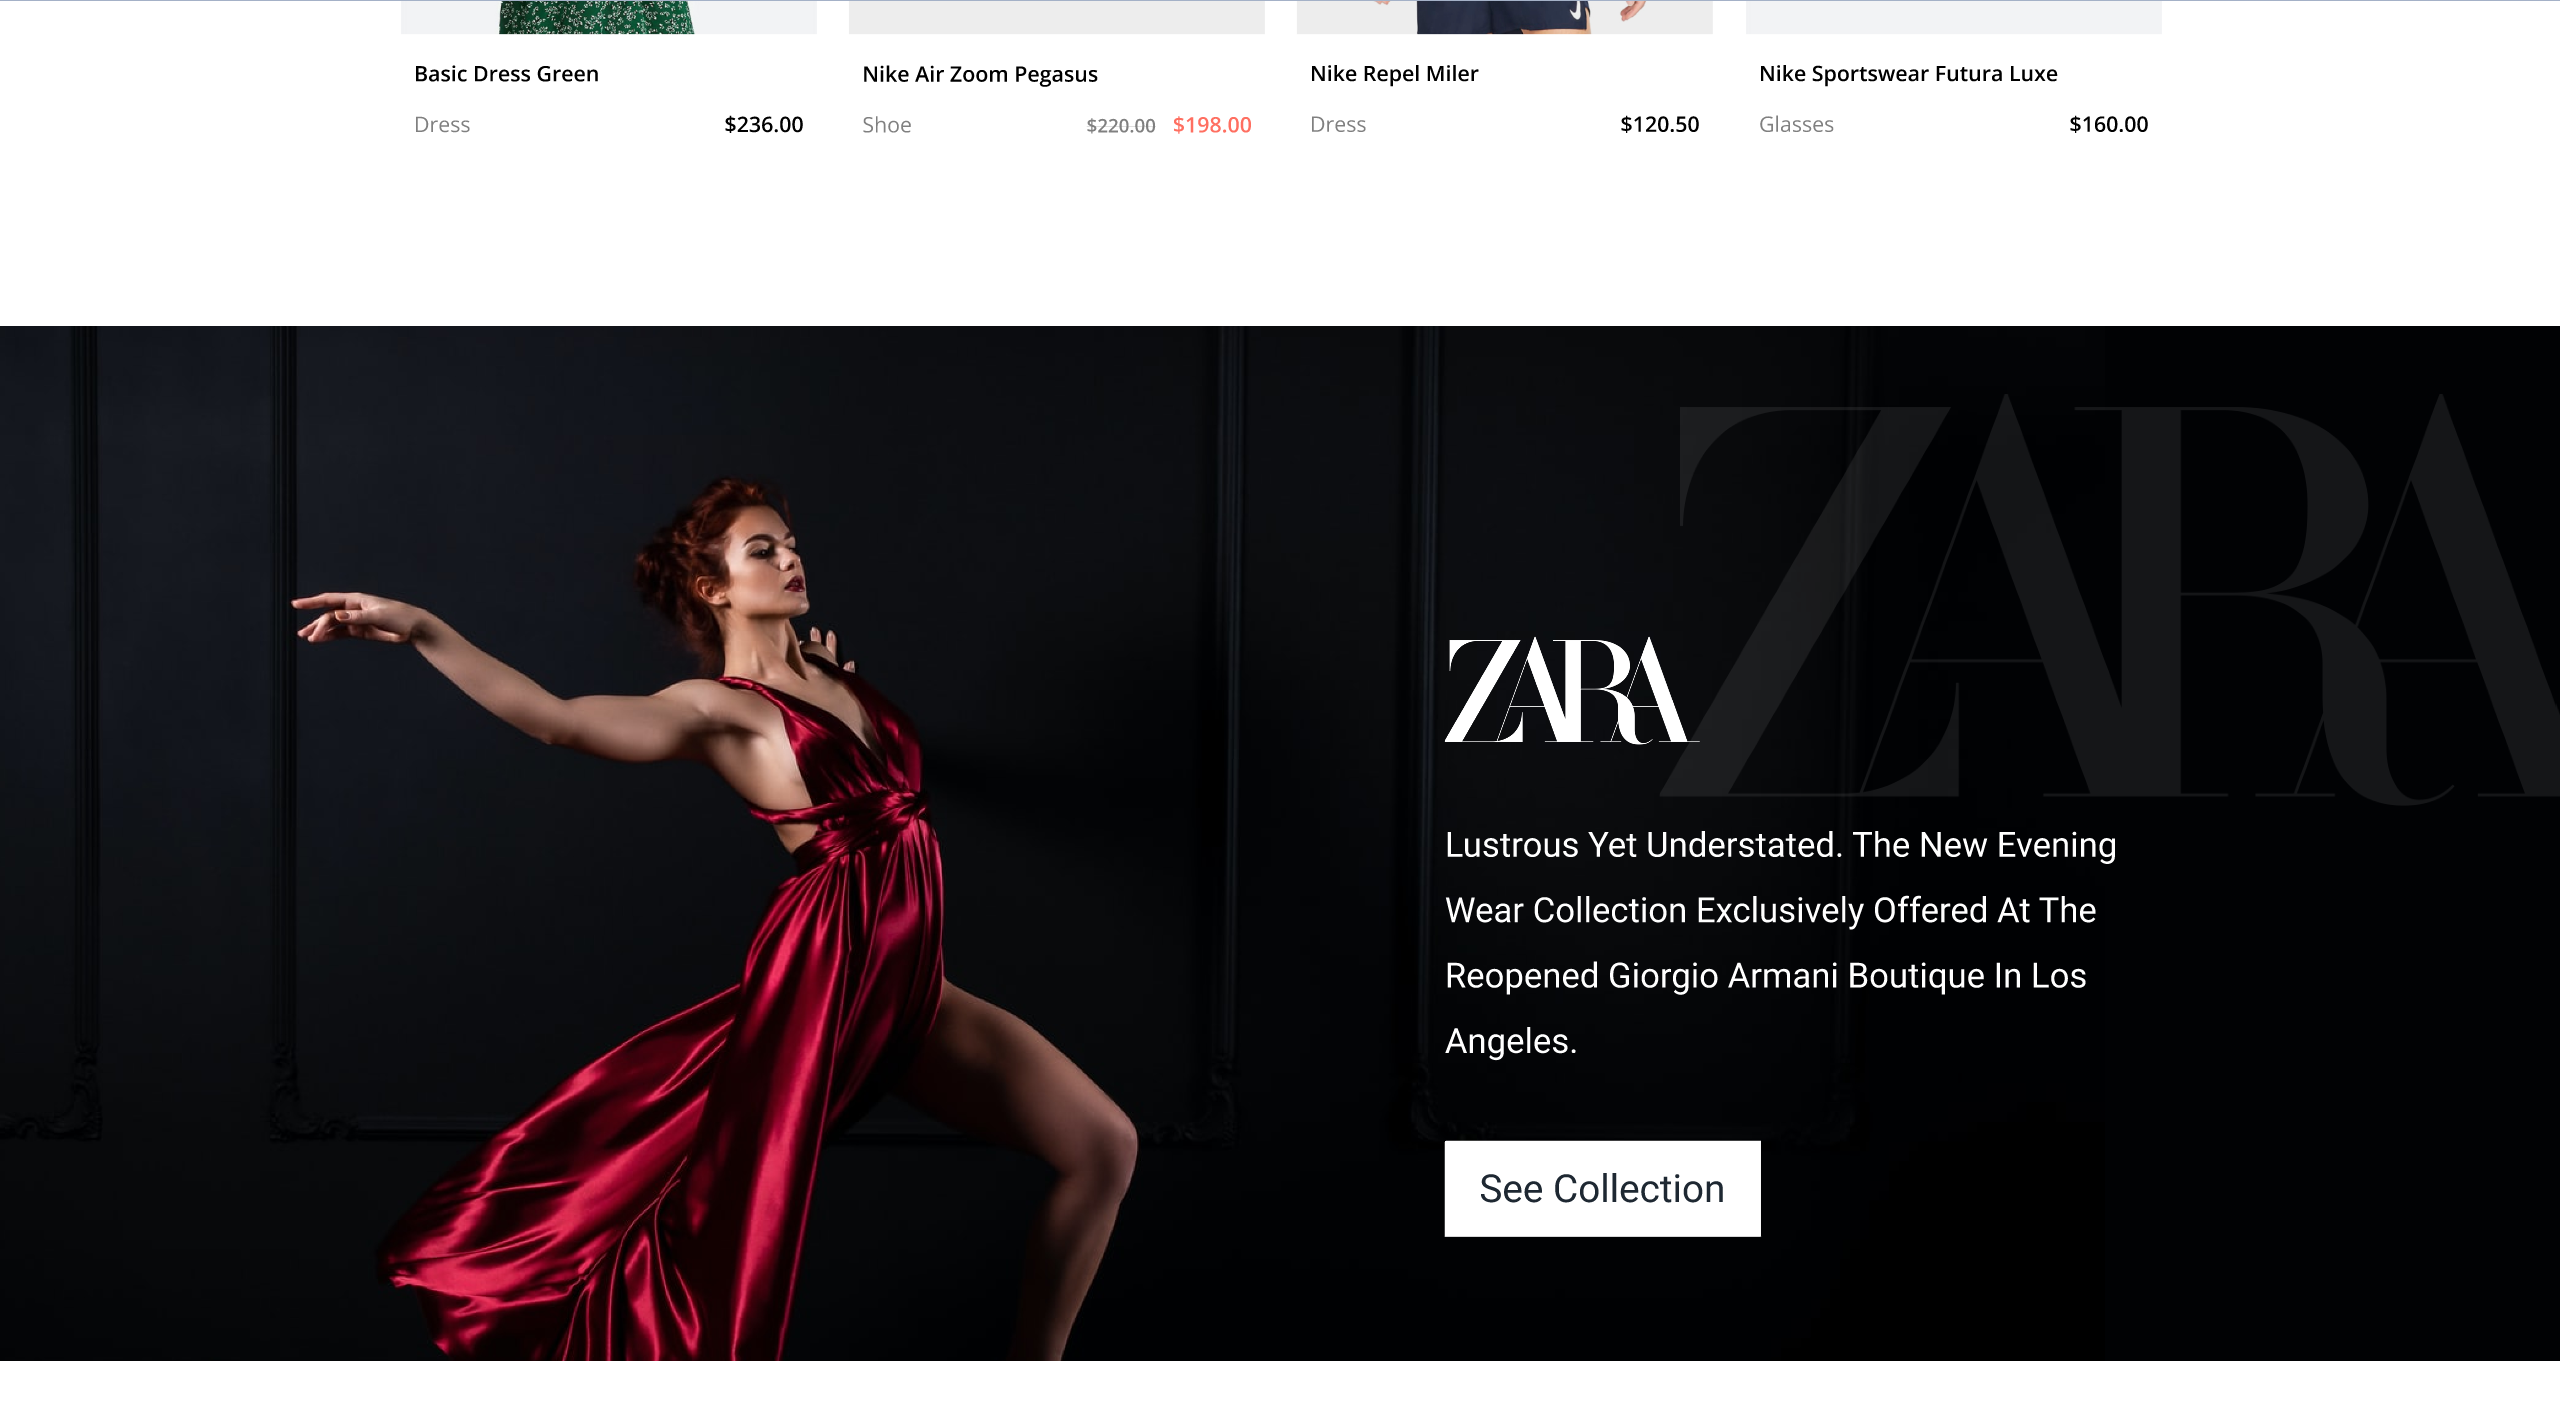 Basic Dress Green
Dress $236.00
Nike Air Zoom Pegasus
Shoe $220.00 $198.00
Nike Repel Miler
Dress $120.50
Nike Sportswear Futura Luxe
Glasses $160.00
ZARA
ZARA
Lustrous Yet Understated. The New Evening
Wear Collection Exclusively Offered At The
Reopened Giorgio Armani Boutique In Los
Angeles.
See Collection